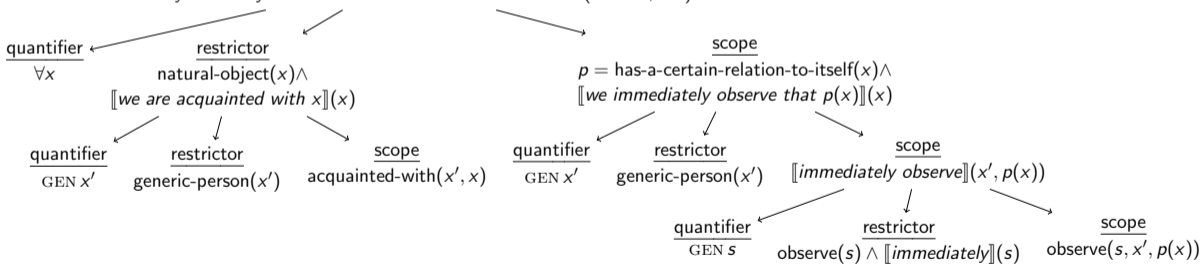 quantifier
∀x
restrictor
natural-object(x)∧
⟦we are acquainted with x⟧(x)
scope
p = has-a-certain-relation-to-itself(x)∧
⟦we immediately observe that p(x)⟧(x)
quantifier
GEN x′
restrictor
generic-person(x′)
scope
acquainted-with(x′, x)
quantifier
GEN x′
restrictor
generic-person(x′)
scope
⟦immediately observe⟧(x′, p(x))
quantifier
GEN s
restrictor
observe(s) ∧ ⟦immediately⟧(s)
scope
observe(s, x′, p(x))